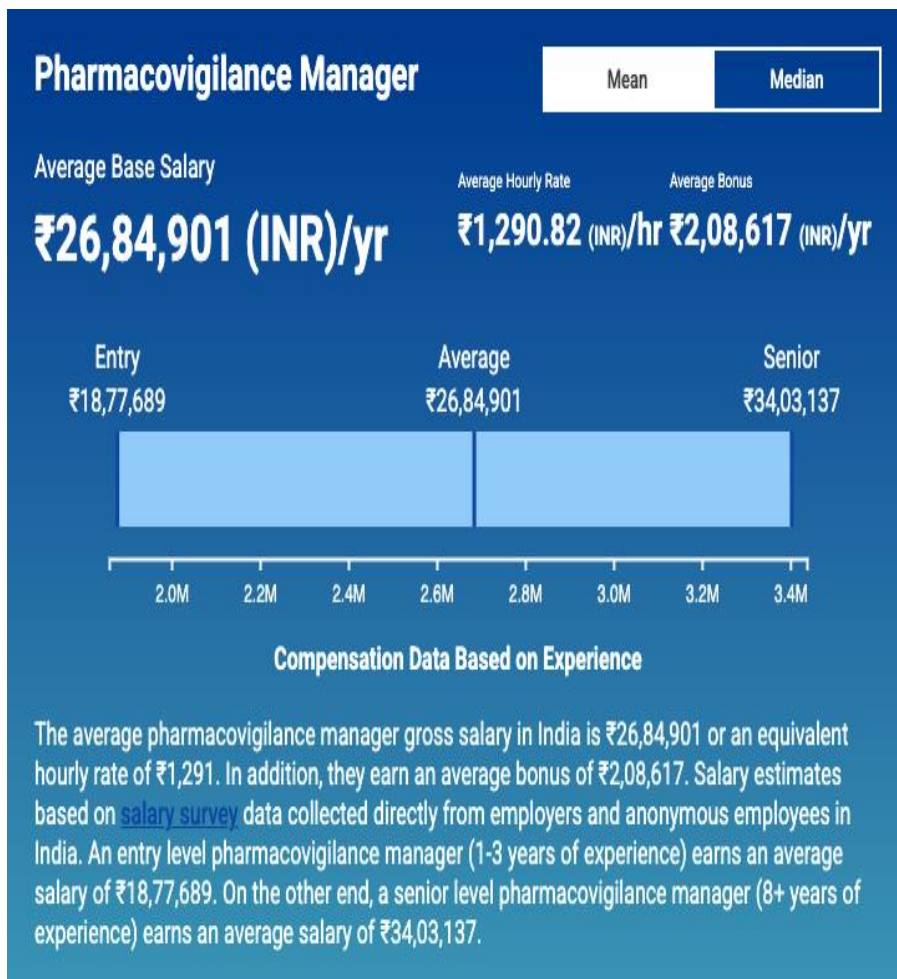 Pharmacovigilance Manager
Mean
Median
Average Base Salary
Average Hourly Rate
Average Bonus
₹26,84,901 (INR)/yr
₹1,290.82 (INR)/hr
₹2,08,617 (INR)/yr
Entry
Average
Senior
₹18,77,689
₹26,84,901
₹34,03,137
2.0M
2.2M
2.4M
2.6M
2.8M
3.0M
3.2M
3.4M
Compensation Data Based on Experience
The average pharmacovigilance manager gross salary in India is ₹26,84,901 or an equivalent
hourly rate of ₹1,291. In addition, they earn an average bonus of ₹2,08,617. Salary estimates
based on salary survey data collected directly from employers and anonymous employees in
India. An entry level pharmacovigilance manager (1-3 years of experience) earns an average
salary of ₹18,77,689. On the other end, a senior level pharmacovigilance manager (8+ years of
experience) earns an average salary of ₹34,03,137.